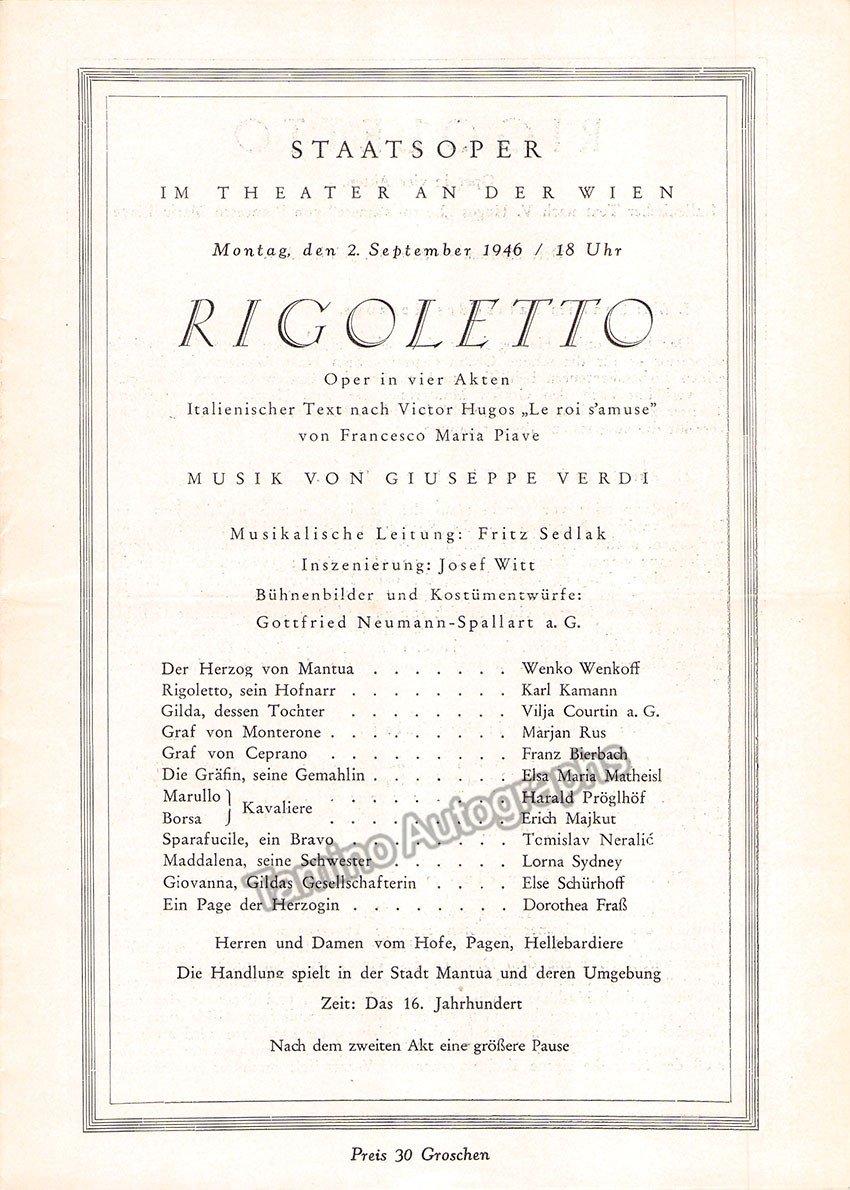 STAATSOPER
IM THEATER AN DER WIEN
Montag, den 2. September 1946 / 18 Uhr
RIGOLETTO
Oper in vier Akten
Italienischer Text nach Victor Hugos „Le roi s'amuse”
von Francesco Maria Piave
MUSIK VON GIUSEPPE VERDI
Musikalische Leitung: Fritz Sedlak
Inszenierung: Josef Witt
Bühnenbilder und Kostümentwürfe:
Gottfried Neumann-Spallart a. G.
Der Herzog von Mantua . . . . . . . Wenko Wenkoff
Rigoletto, sein Hofnarr . . . . . . . . Karl Kamann
Gilda, dessen Tochter . . . . . . . . Vilja Courtin a. G.
Graf von Monterone . . . . . . . . . Marjan Rus
Graf von Ceprano . . . . . . . . . Franz Bierbach
Die Gräfin, seine Gemahlin . . . . . . . Elsa Maria Matheisl
Marullo } Kavaliere . . . . . . . . . Harald Pröglhöf
Borsa } . . . . . . . . . Erich Majkut
Sparafucile, ein Bravo . . . . . . . . Tomislav Neralić
Maddalena, seine Schwester . . . . . . Lorna Sydney
Giovanna, Gildas Gesellschafterin . . . . Else Schürhoff
Ein Page der Herzogin . . . . . . . . Dorothea Fraß
Herren und Damen vom Hofe, Pagen, Hellebardiere
Die Handlung spielt in der Stadt Mantua und deren Umgebung
Zeit: Das 16. Jahrhundert
Nach dem zweiten Akt eine größere Pause
Preis 30 Groschen
Tamino Autographs